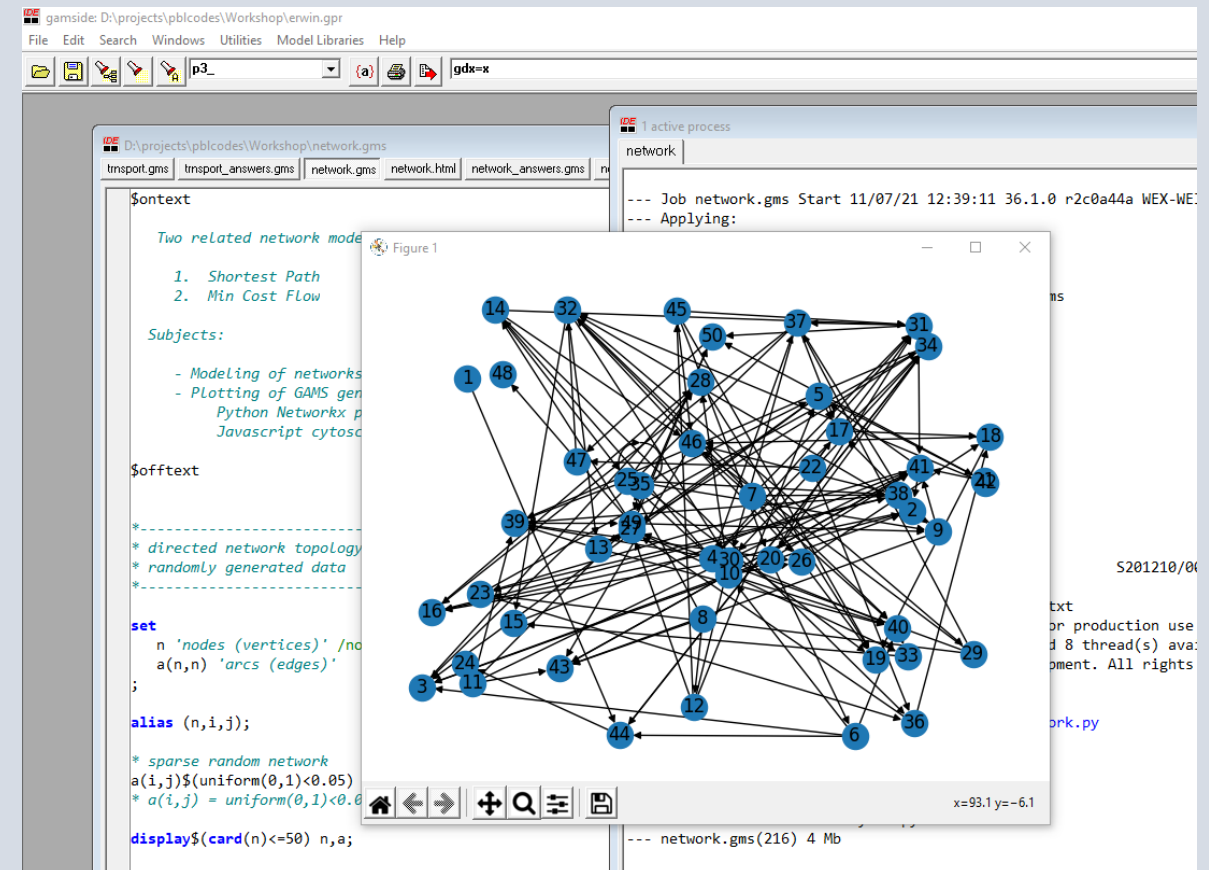 gamside: D:\projects\pblcodes\Workshop\erwin.gpr
File Edit Search Windows Utilities Model Libraries Help
p3_ {a} gdx=x
IDE D:\projects\pblcodes\Workshop\network.gms
trnsport.gms trnsport_answers.gms network.gms network.html network_answers.gms
$ontext
Two related network mode
1. Shortest Path
2. Min Cost Flow
Subjects:
- Modeling of networks
- Plotting of GAMS gen
Python Networkx p
Javascript cytosc
$offtext
*-----------------------------
* directed network topology
* randomly generated data
*-----------------------------
set
n 'nodes (vertices)' /no
a(n,n) 'arcs (edges)'
;
alias (n,i,j);
* sparse random network
a(i,j)$(uniform(0,1)<0.05)
* a(i,j) = uniform(0,1)<0.0
display$(card(n)<=50) n,a;
IDE 1 active process
network
--- Job network.gms Start 11/07/21 12:39:11 36.1.0 r2c0a44a WEX-WEI
--- Applying:
ms
S201210/00
txt
or production use
d 8 thread(s) avai
pment. All rights
ork.py
--- network.gms(216) 4 Mb
Figure 1
14
32
45
50
37
31
34
1
48
28
5
17
18
46
47
22
41
25
35
7
38
2
42
39
49
27
9
13
4
30
10
20
26
23
16
15
8
40
24
11
3
43
19
33
29
12
44
6
36
x=93.1 y=−6.1